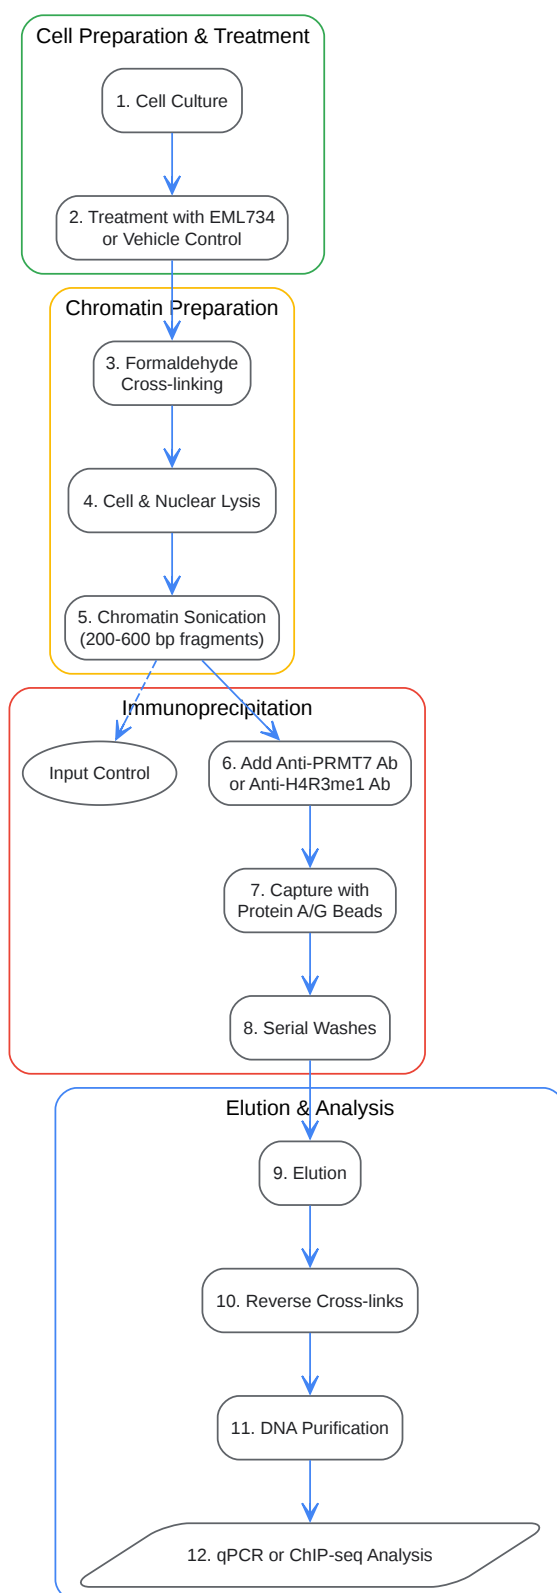 Cell Preparation & Treatment
1. Cell Culture
2. Treatment with EML734
or Vehicle Control
Chromatin Preparation
3. Formaldehyde
Cross-linking
4. Cell & Nuclear Lysis
5. Chromatin Sonication
(200-600 bp fragments)
Immunoprecipitation
Input Control
6. Add Anti-PRMT7 Ab
or Anti-H4R3me1 Ab
7. Capture with
Protein A/G Beads
8. Serial Washes
Elution & Analysis
9. Elution
10. Reverse Cross-links
11. DNA Purification
12. qPCR or ChIP-seq Analysis